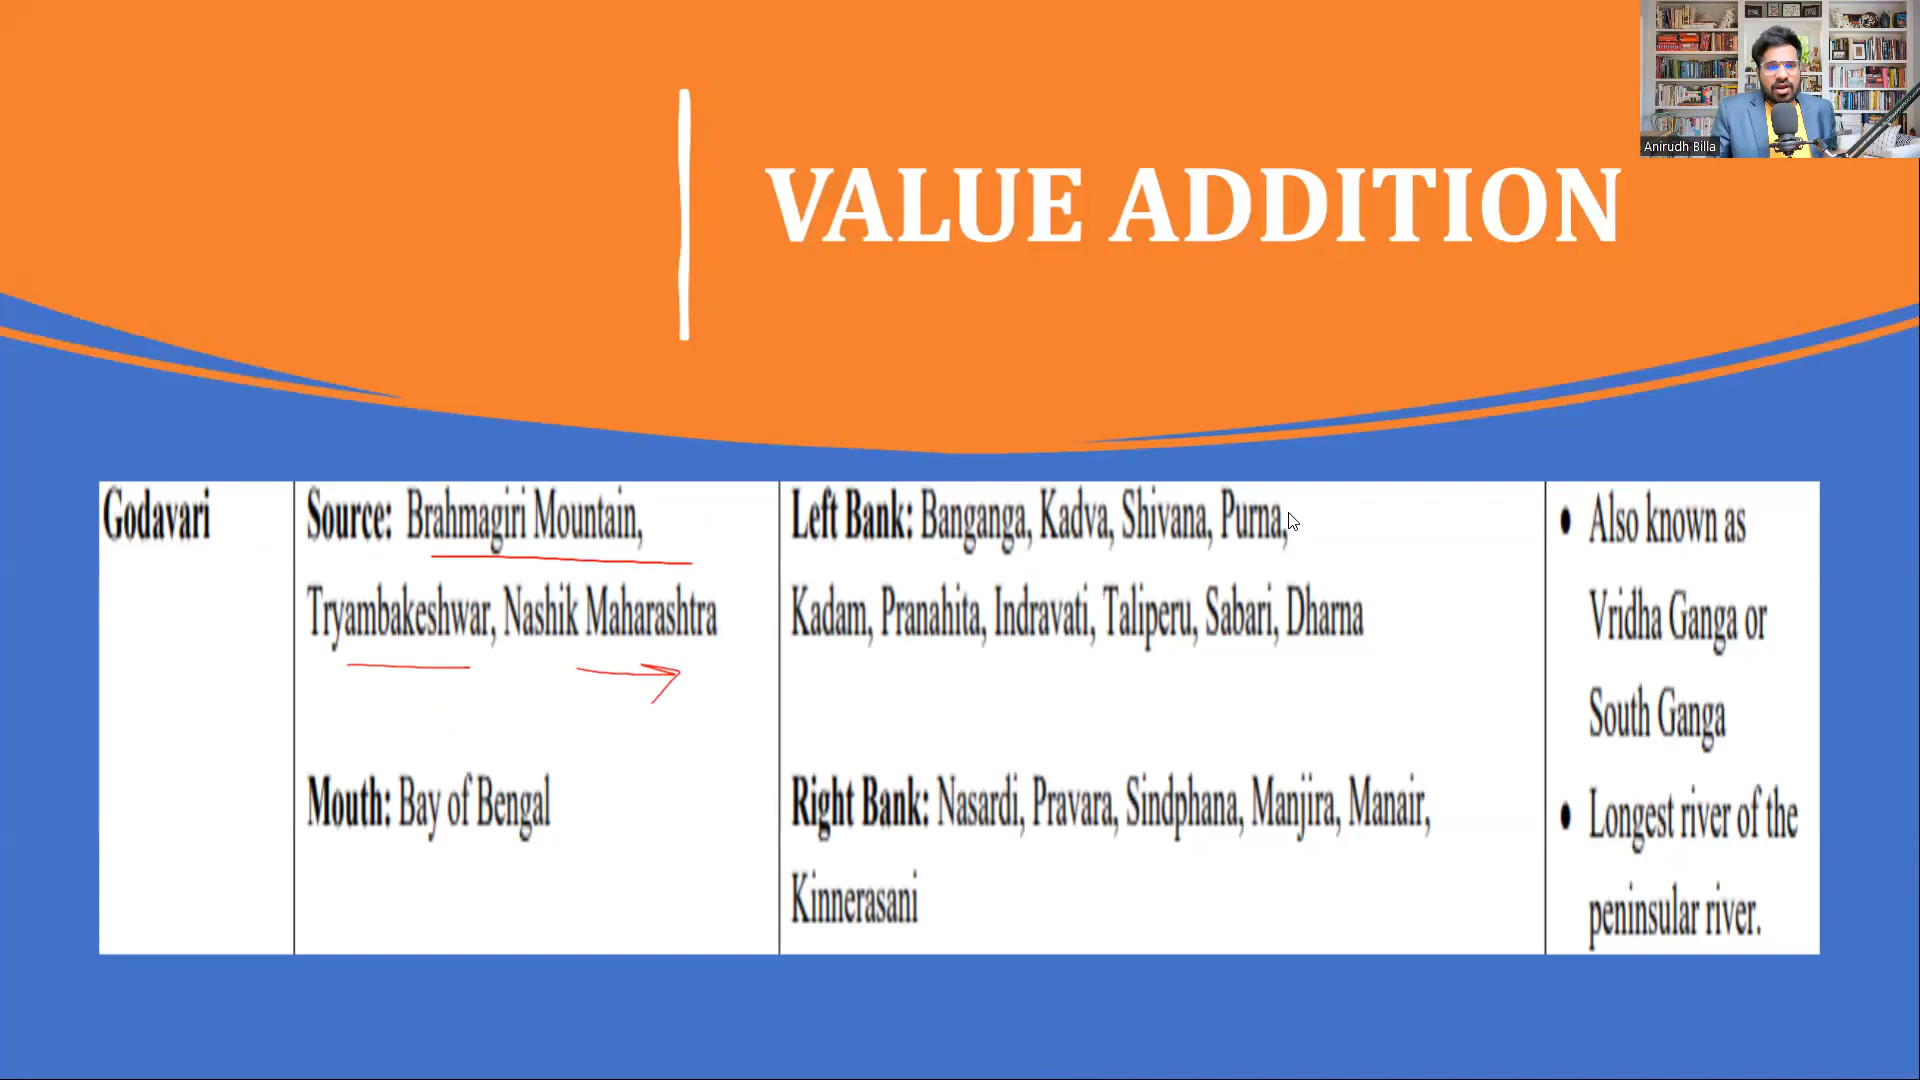 Anirudh Billa
VALUE ADDITION
Godavari
Source: Brahmagiri Mountain,
Tryambakeshwar, Nashik Maharashtra
Mouth: Bay of Bengal
Left Bank: Banganga, Kadva, Shivana, Purna,
Kadam, Pranahita, Indravati, Taliperu, Sabari, Dharna
Right Bank: Nasardi, Pravara, Sindphana, Manjira, Manair,
Kinnerasani
• Also known as
Vridha Ganga or
South Ganga
• Longest river of the
peninsular river.